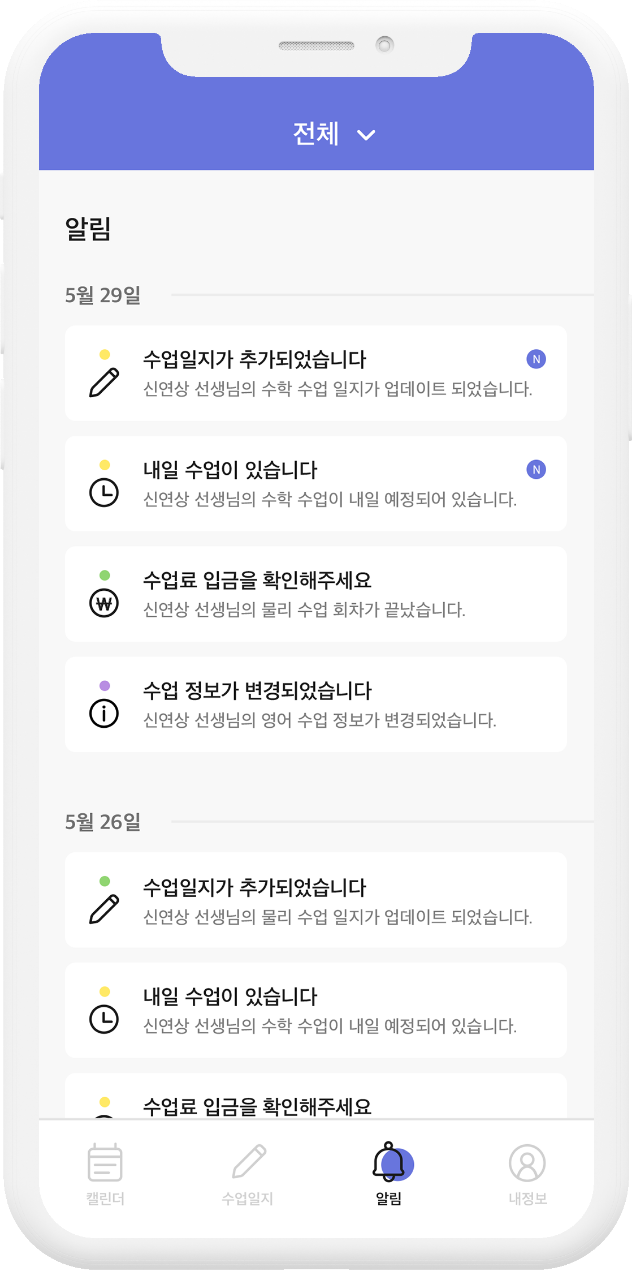 전체
알림
5월 29일
수업일지가 추가되었습니다
N
신연상 선생님의 수학 수업 일지가 업데이트 되었습니다.
내일 수업이 있습니다
N
신연상 선생님의 수학 수업이 내일 예정되어 있습니다.
₩
수업료 입금을 확인해주세요
신연상 선생님의 물리 수업 회차가 끝났습니다.
수업 정보가 변경되었습니다
신연상 선생님의 영어 수업 정보가 변경되었습니다.
5월 26일
수업일지가 추가되었습니다
신연상 선생님의 물리 수업 일지가 업데이트 되었습니다.
내일 수업이 있습니다
신연상 선생님의 수학 수업이 내일 예정되어 있습니다.
수업료 입금을 확인해주세요
캘린더
수업일지
알림
내정보